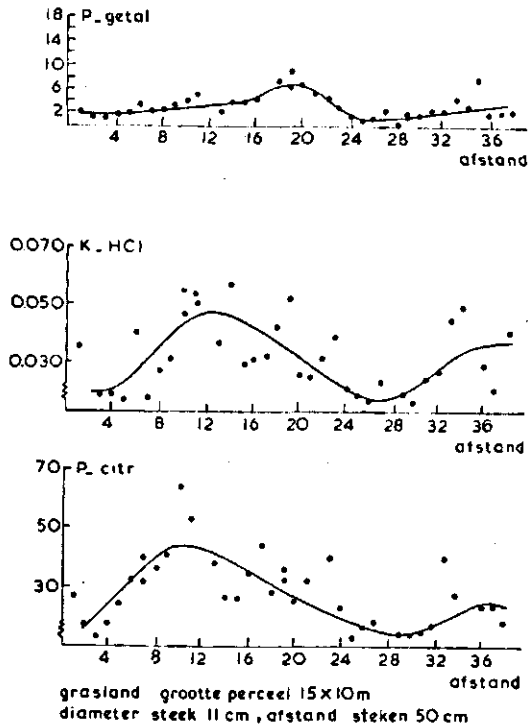 18 P_getal
14
10
6
2
4 8 12 16 20 24 28 32 36
afstand
0.070 K_HCl
0.050
0.030
4 8 12 16 20 24 28 32 36
afstand
70 P_citr
50
30
4 8 12 16 20 24 28 32 36
afstand
grasland grootte perceel 15x10m
diameter steek 11 cm, afstand steken 50 cm